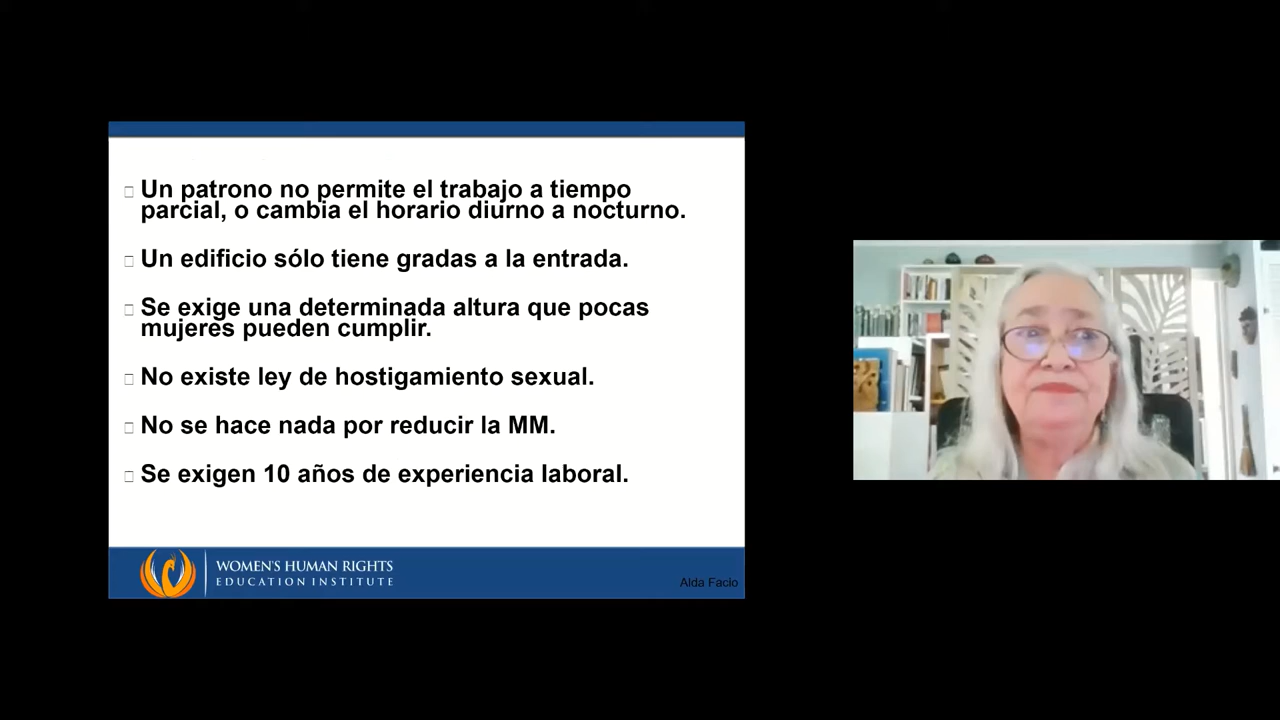 Un patrono no permite el trabajo a tiempo
parcial, o cambia el horario diurno a nocturno.
Un edificio sólo tiene gradas a la entrada.
Se exige una determinada altura que pocas
mujeres pueden cumplir.
No existe ley de hostigamiento sexual.
No se hace nada por reducir la MM.
Se exigen 10 años de experiencia laboral.
WOMEN'S HUMAN RIGHTS
EDUCATION INSTITUTE
Alda Facio